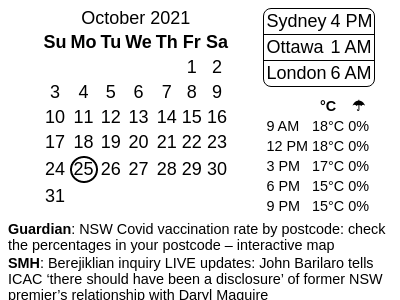 October 2021
Su Mo Tu We Th Fr Sa
1 2
3 4 5 6 7 8 9
10 11 12 13 14 15 16
17 18 19 20 21 22 23
24 25 26 27 28 29 30
31
Sydney 4 PM
Ottawa 1 AM
London 6 AM
°C ☂
9 AM 18°C 0%
12 PM 18°C 0%
3 PM 17°C 0%
6 PM 15°C 0%
9 PM 15°C 0%
Guardian: NSW Covid vaccination rate by postcode: check
the percentages in your postcode – interactive map
SMH: Berejiklian inquiry LIVE updates: John Barilaro tells
ICAC ‘there should have been a disclosure’ of former NSW
premier’s relationship with Daryl Maguire